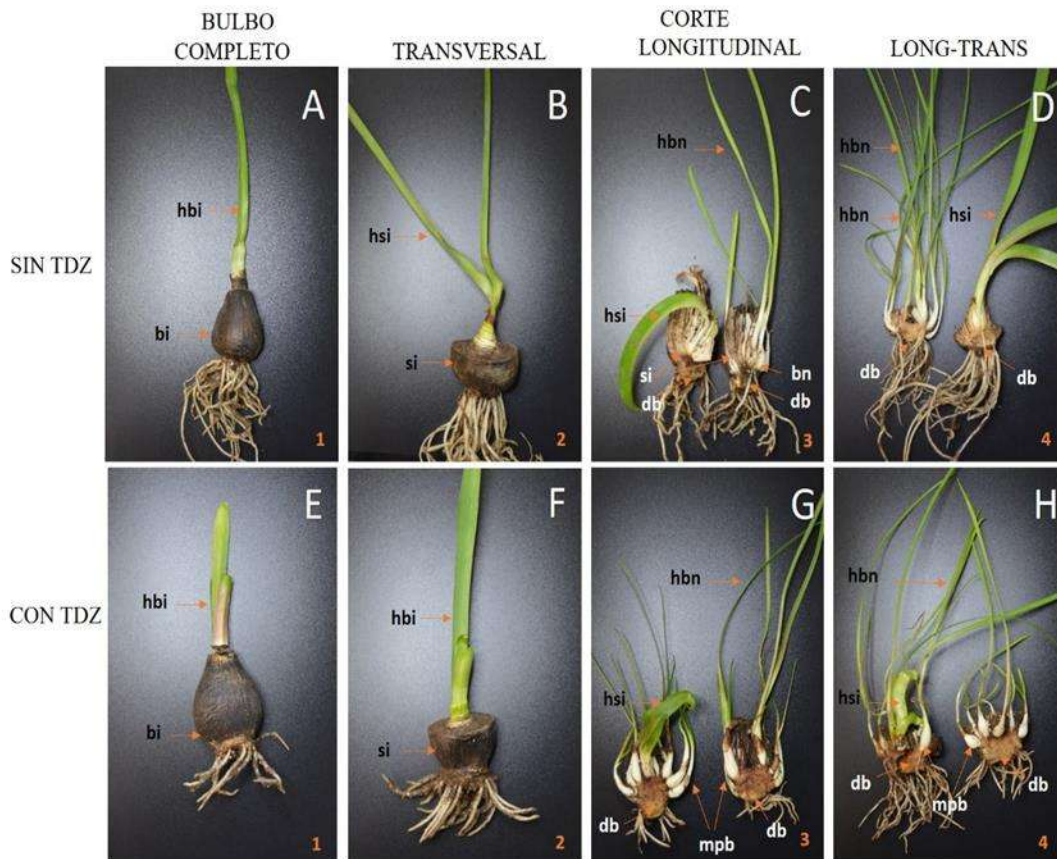 BULBO
COMPLETO
TRANSVERSAL
CORTE
LONGITUDINAL
LONG-TRANS
SIN TDZ
A
hbi
bi
1
B
hsi
si
2
C
hbn
hsi
si
db
bn
db
3
D
hbn
hbn
hsi
db
db
4
CON TDZ
E
hbi
bi
1
F
hbi
si
2
G
hbn
hsi
db
mpb
db
3
H
hbn
hsi
db
mpb
db
4